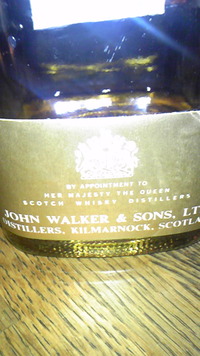 BY APPOINTMENT TO
HER MAJESTY THE QUEEN
SCOTCH WHISKY DISTILLERS
JOHN WALKER & SONS, LT
DISTILLERS, KILMARNOCK, SCOTLA